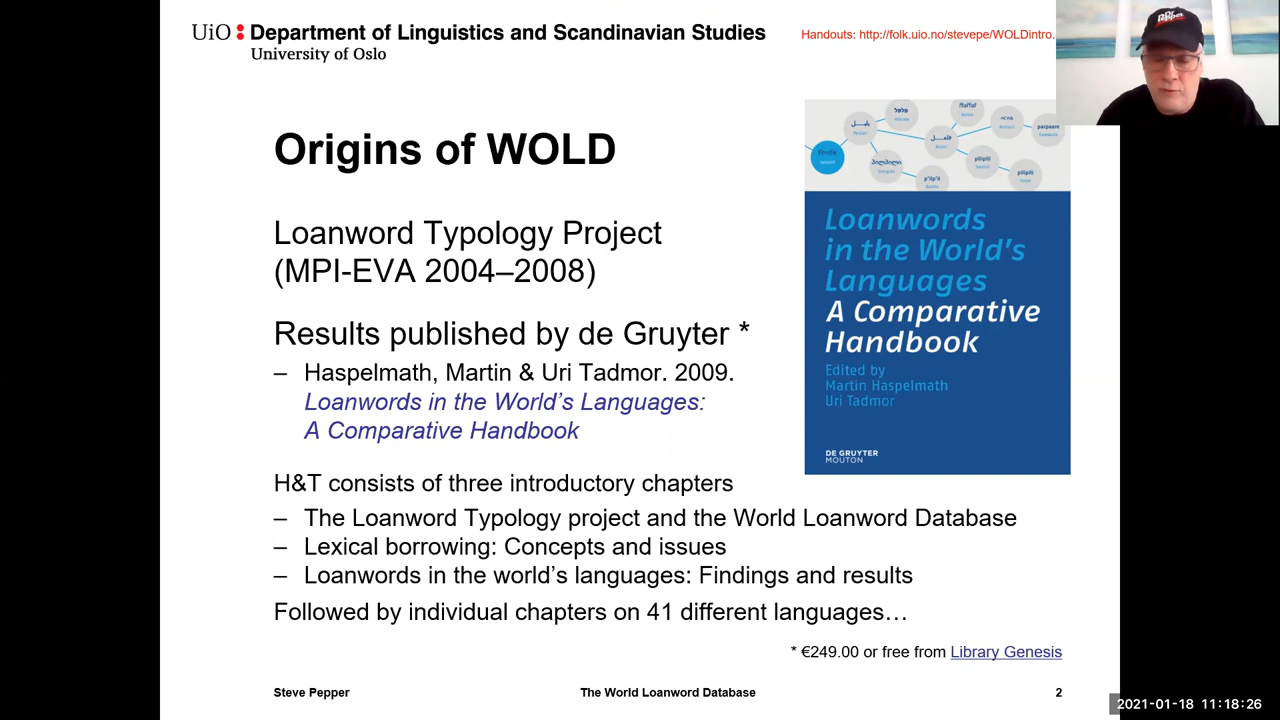 UiO : Department of Linguistics and Scandinavian Studies
University of Oslo
Handouts: http://folk.uio.no/stevepe/WOLDintro.
Origins of WOLD
Loanword Typology Project
(MPI-EVA 2004–2008)
Results published by de Gruyter *
– Haspelmath, Martin & Uri Tadmor. 2009.
Loanwords in the World's Languages:
A Comparative Handbook
H&T consists of three introductory chapters
– The Loanword Typology project and the World Loanword Database
– Lexical borrowing: Concepts and issues
– Loanwords in the world's languages: Findings and results
Followed by individual chapters on 41 different languages…
* €249.00 or free from Library Genesis
Loanwords
in the World's
Languages
A Comparative
Handbook
Edited by
Martin Haspelmath
Uri Tadmor
DE GRUYTER
MOUTON
pilipili
pilipili
Steve Pepper
The World Loanword Database
2
2021-01-18 11:18:26